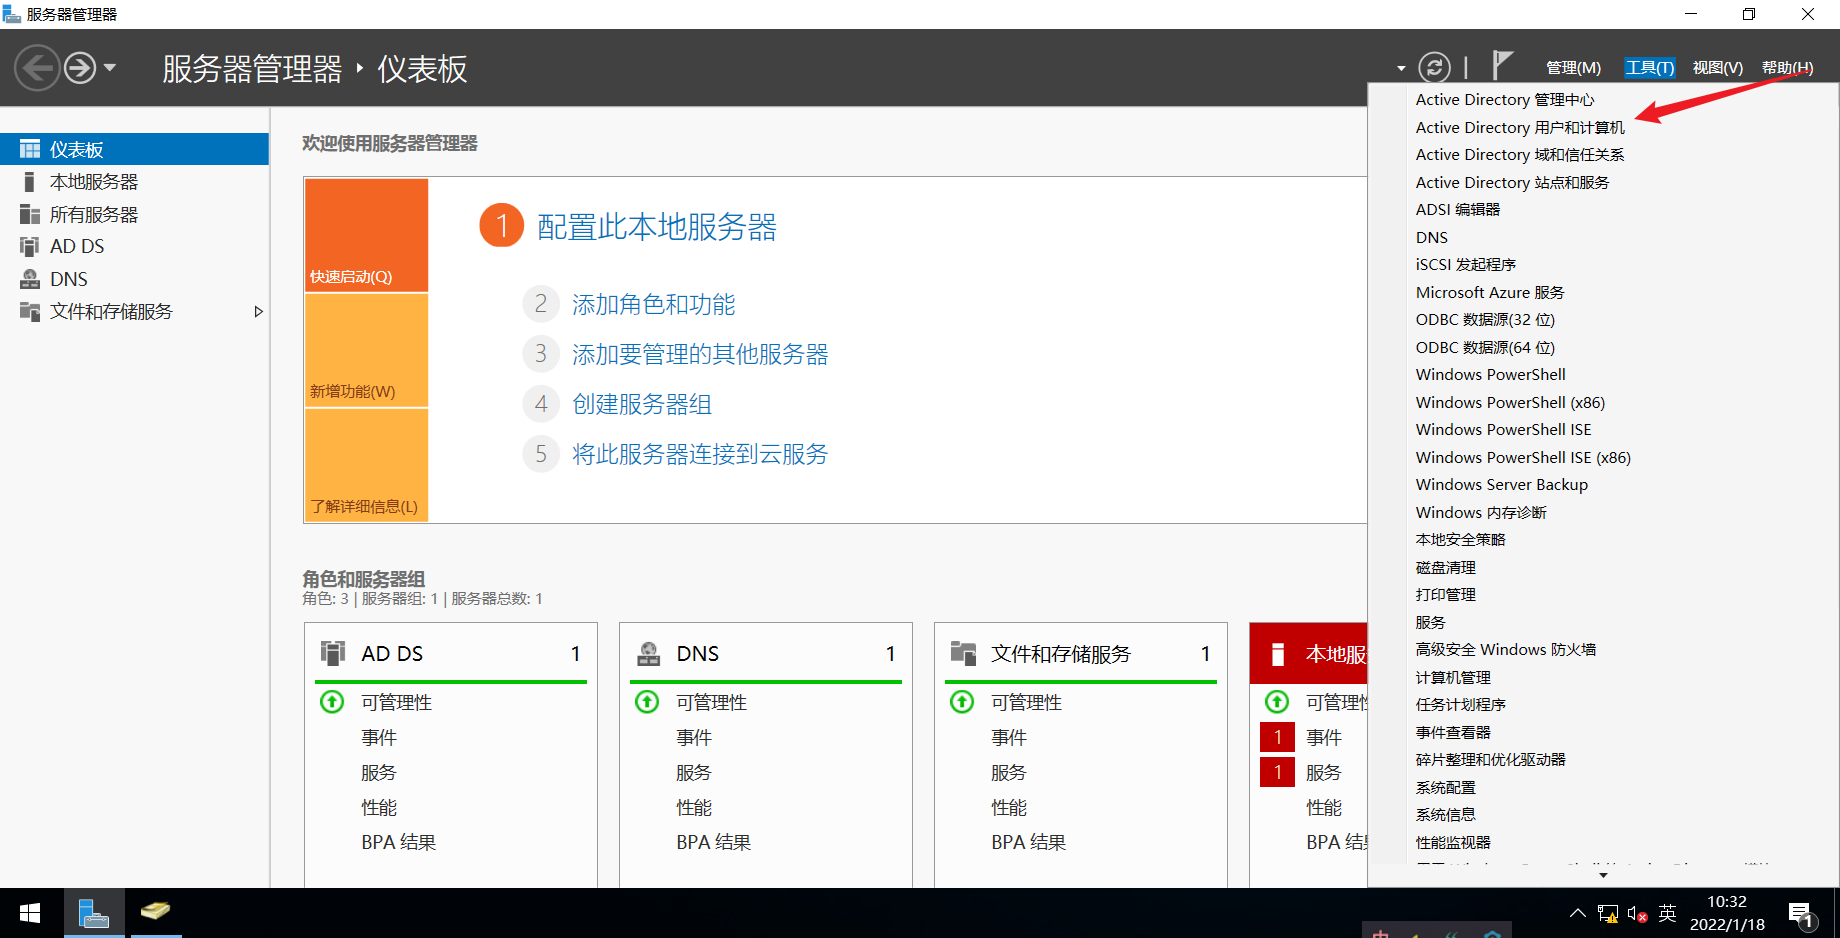 服务器管理器
服务器管理器 ‣ 仪表板
管理(M) 工具(T) 视图(V) 帮助(H)
仪表板
本地服务器
所有服务器
AD DS
DNS
文件和存储服务
欢迎使用服务器管理器
快速启动(Q)
新增功能(W)
了解详细信息(L)
1 配置此本地服务器
2 添加角色和功能
3 添加要管理的其他服务器
4 创建服务器组
5 将此服务器连接到云服务
角色和服务器组
角色: 3 | 服务器组: 1 | 服务器总数: 1
AD DS 1
可管理性
事件
服务
性能
BPA 结果
DNS 1
可管理性
事件
服务
性能
BPA 结果
文件和存储服务 1
可管理性
事件
服务
性能
BPA 结果
本地服
可管理性
1 事件
1 服务
性能
BPA 结
Active Directory 管理中心
Active Directory 用户和计算机
Active Directory 域和信任关系
Active Directory 站点和服务
ADSI 编辑器
DNS
iSCSI 发起程序
Microsoft Azure 服务
ODBC 数据源(32 位)
ODBC 数据源(64 位)
Windows PowerShell
Windows PowerShell (x86)
Windows PowerShell ISE
Windows PowerShell ISE (x86)
Windows Server Backup
Windows 内存诊断
本地安全策略
磁盘清理
打印管理
服务
高级安全 Windows 防火墙
计算机管理
任务计划程序
事件查看器
碎片整理和优化驱动器
系统配置
系统信息
性能监视器
英
10:32
2022/1/18
1